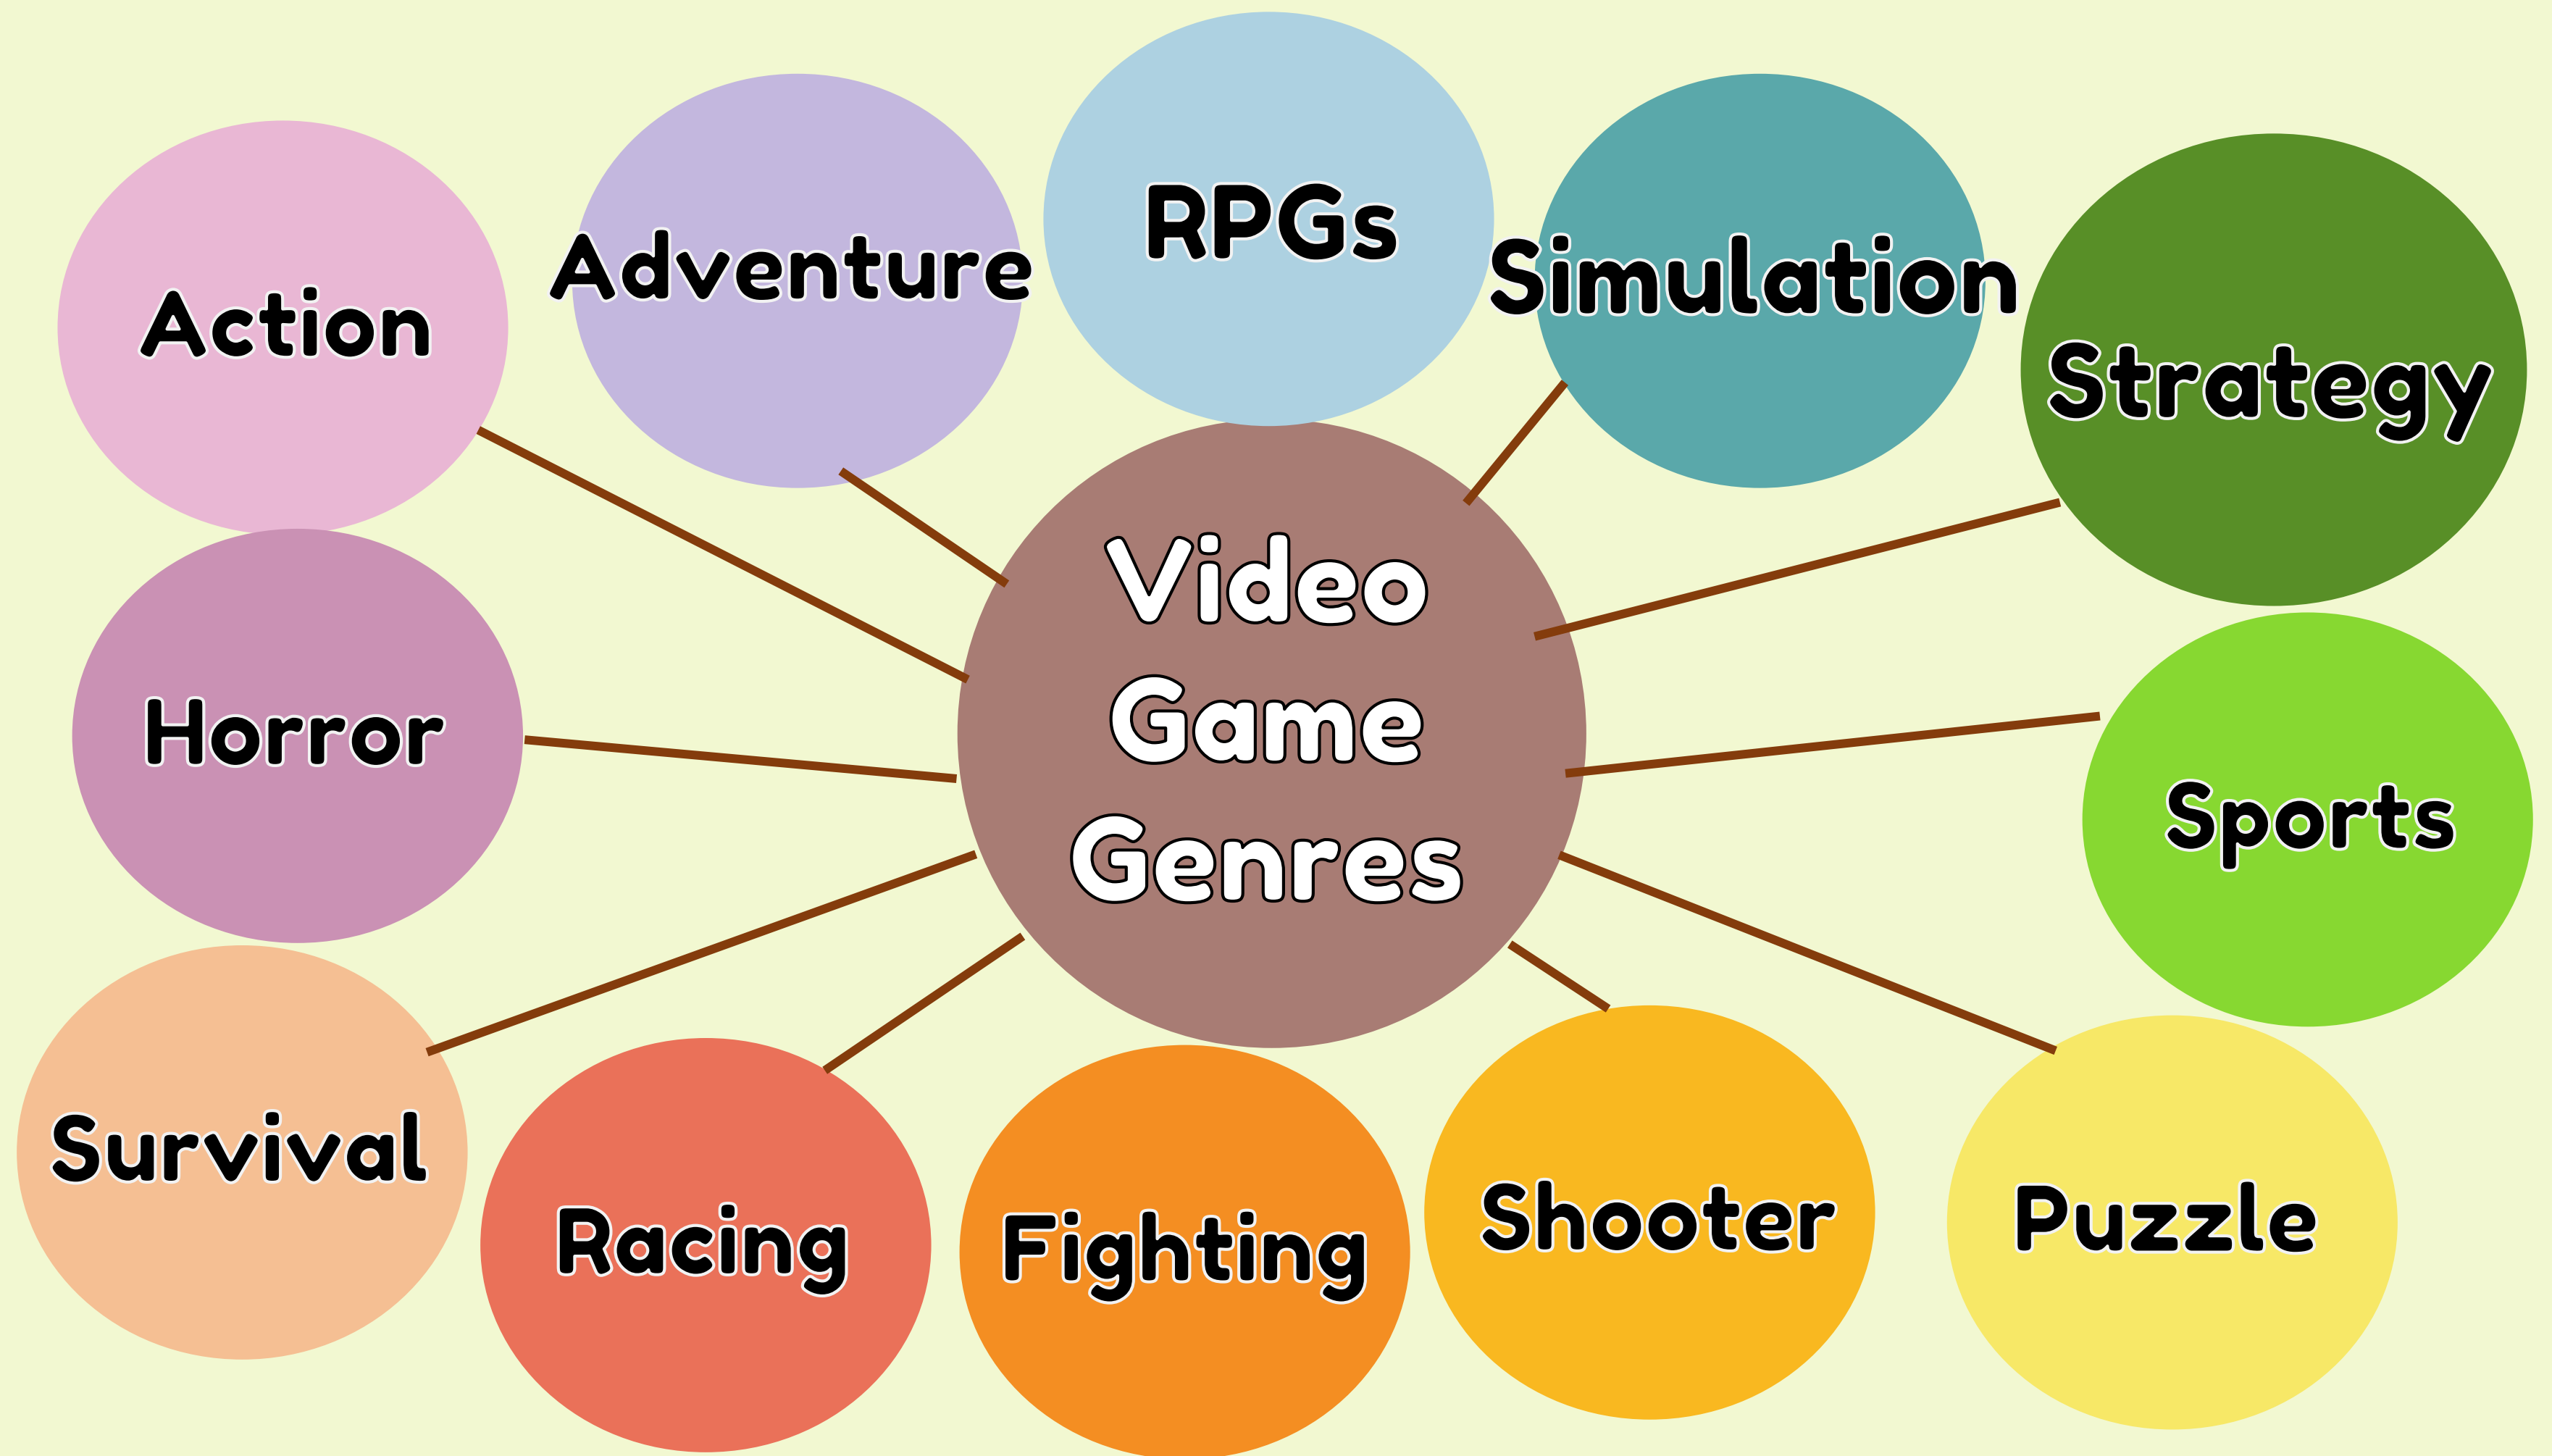 RPGs
Adventure
Simulation
Action
Strategy
Video
Game
Genres
Horror
Sports
Survival
Racing
Fighting
Shooter
Puzzle